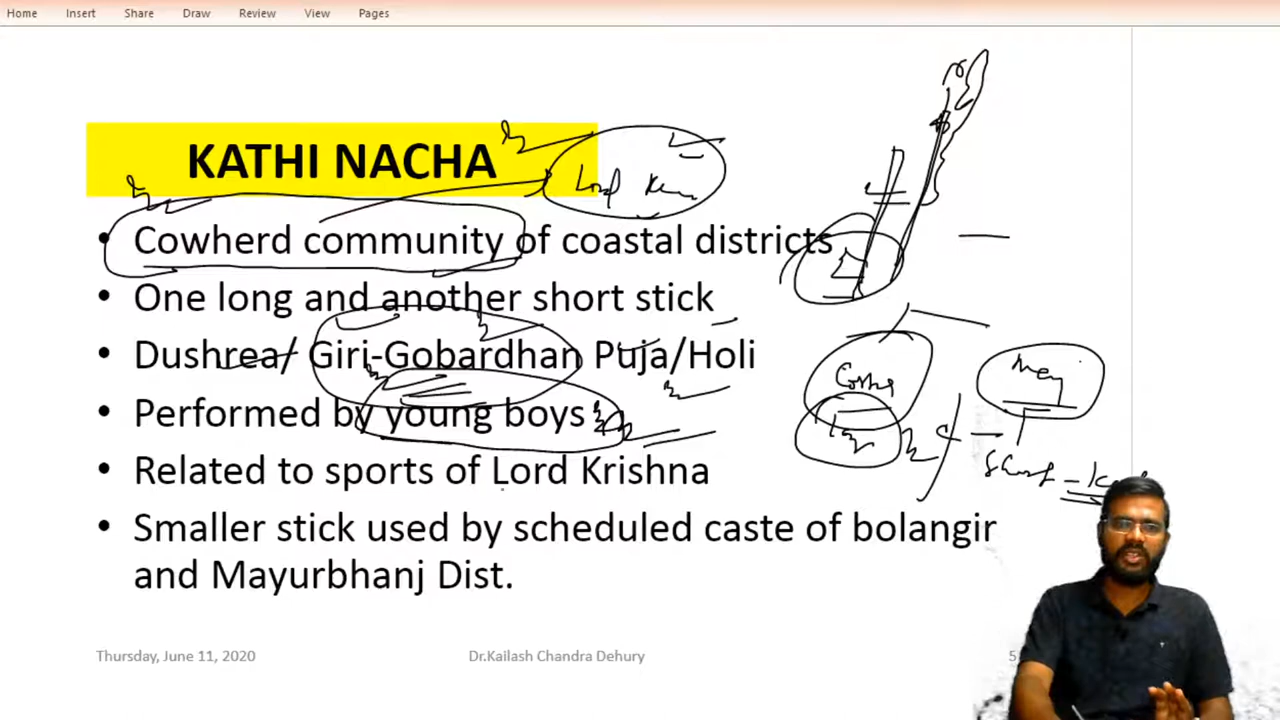 Home Insert Share Draw Review View Pages
KATHI NACHA
Lord
• Cowherd community of coastal districts
• One long and another short stick
• Dushrea/ Giri-Gobardhan Puja/Holi
• Performed by young boys
• Related to sports of Lord Krishna
short
• Smaller stick used by scheduled caste of bolangir
and Mayurbhanj Dist.
Thursday, June 11, 2020 Dr.Kailash Chandra Dehury 5